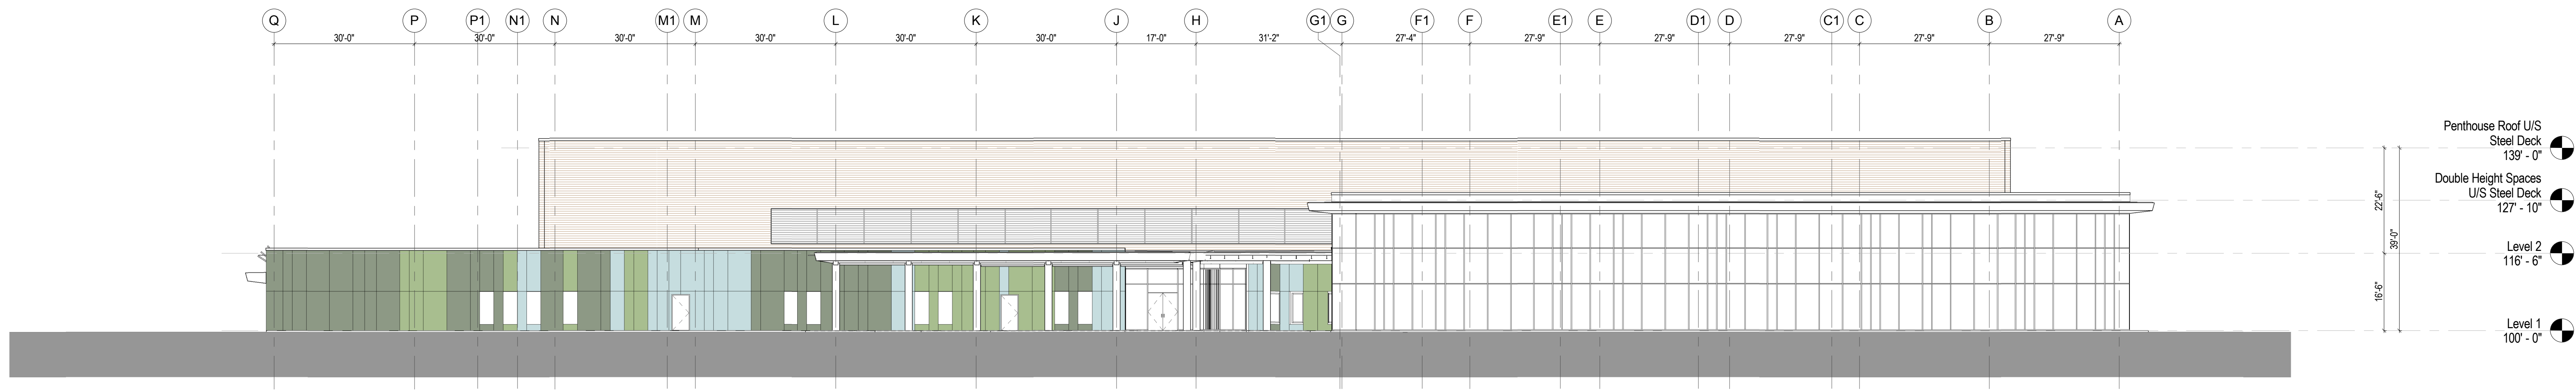 Q P P1 N1 N M1 M L K J H G1 G F1 F E1 E D1 D C1 C B A
30'-0" 30'-0" 30'-0" 30'-0" 30'-0" 30'-0" 17'-0" 31'-2" 27'-4" 27'-9" 27'-9" 27'-9" 27'-9" 27'-9"
Penthouse Roof U/S
Steel Deck
139' - 0"
Double Height Spaces
U/S Steel Deck
127' - 10"
22'-6"
39'-0"
Level 2
116' - 6"
16'-6"
Level 1
100' - 0"